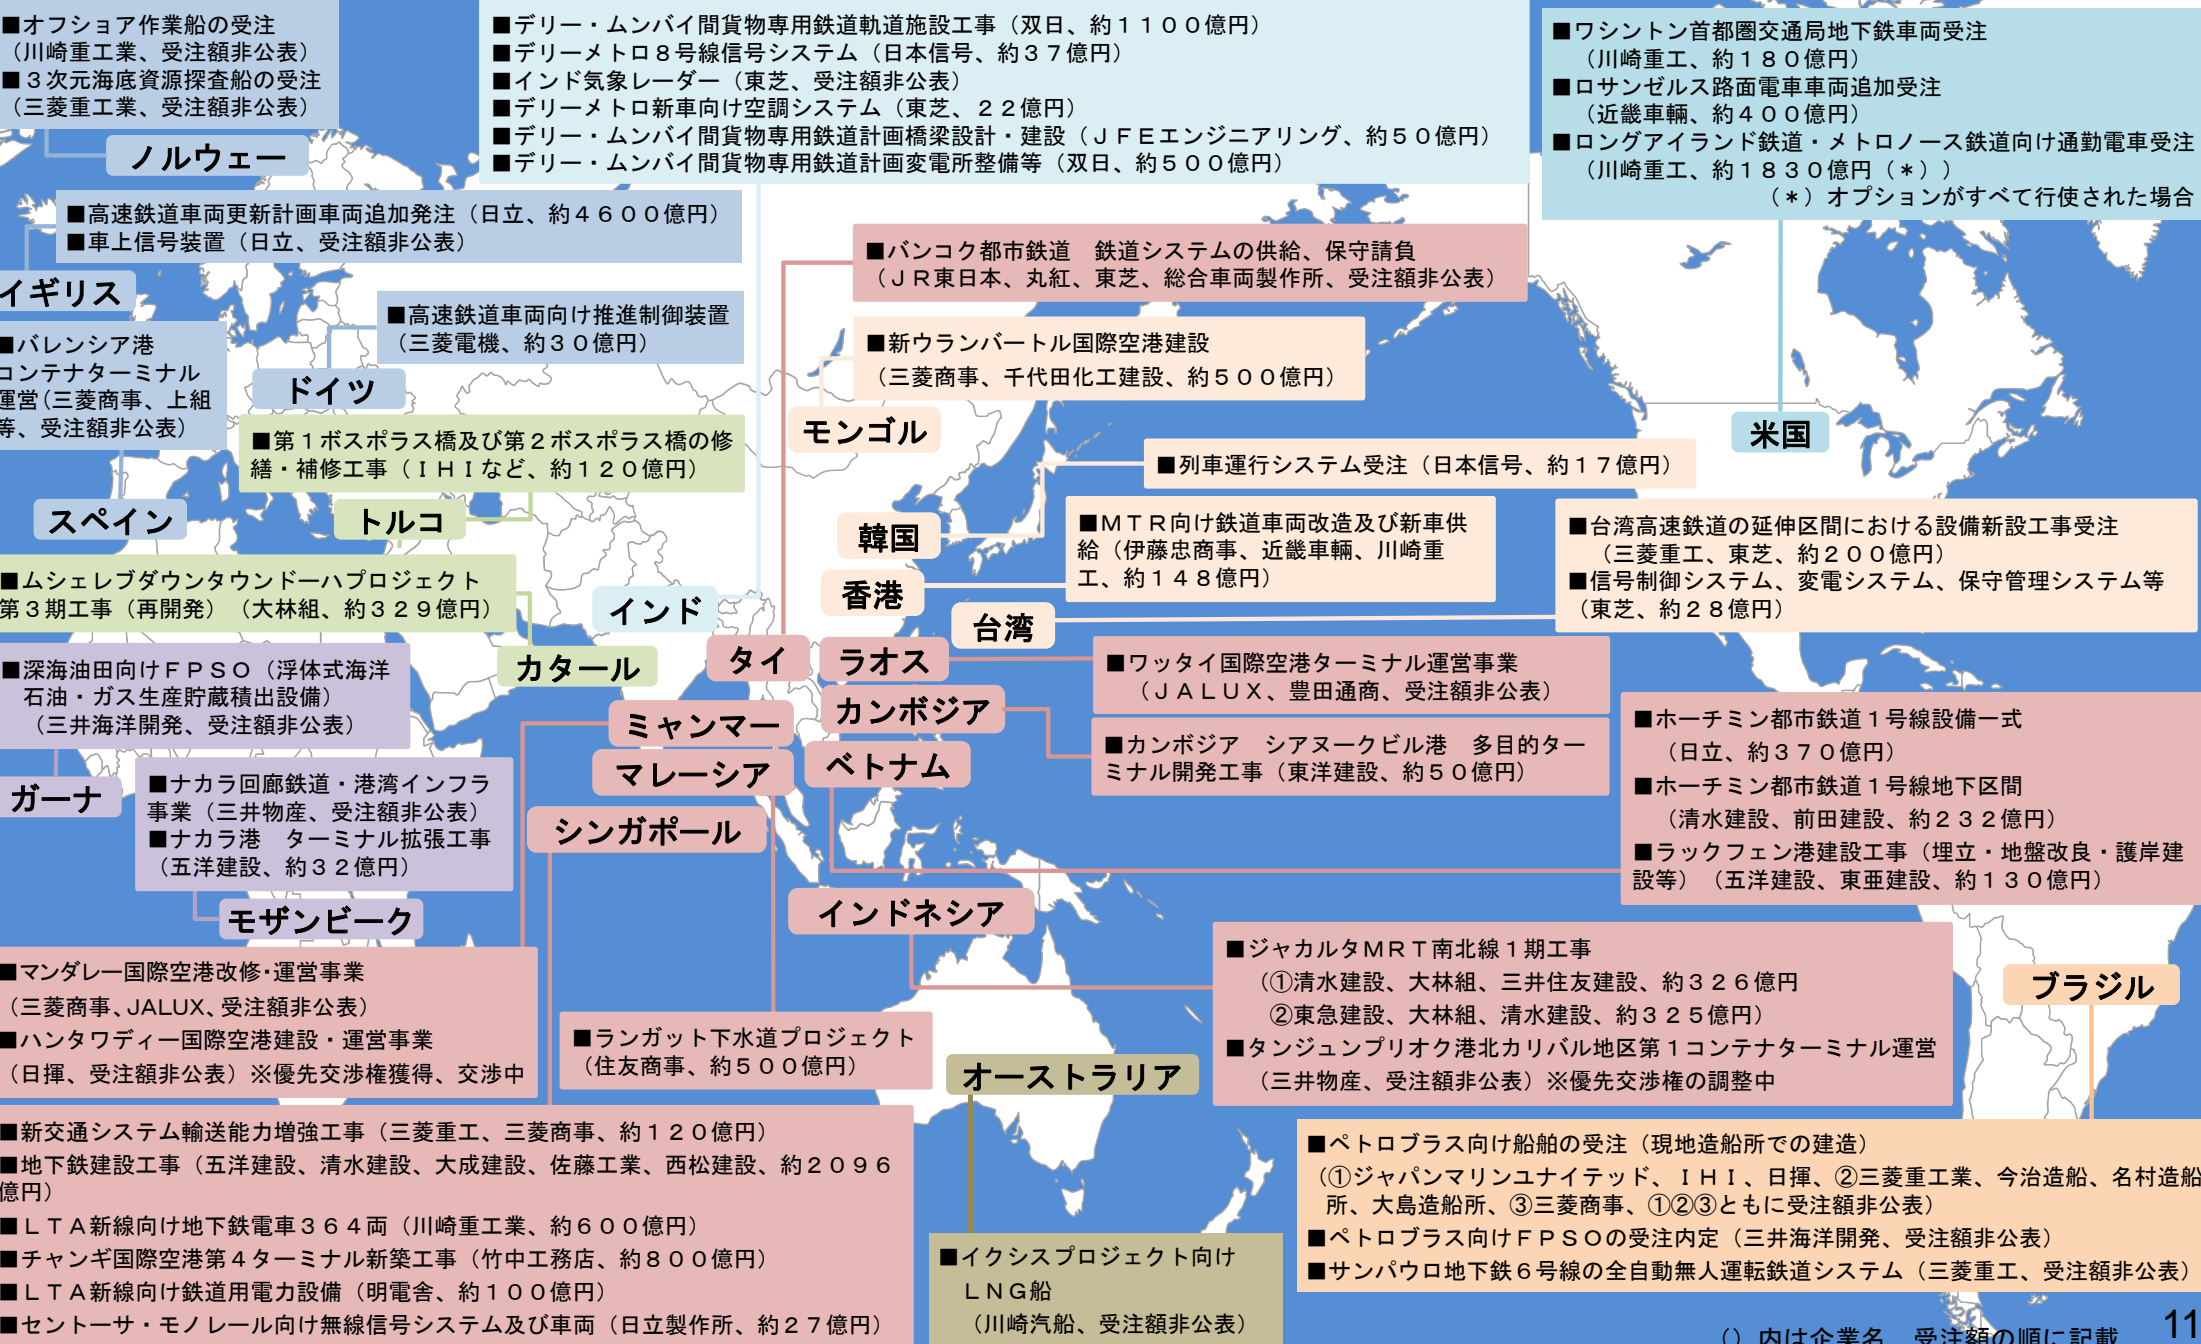 ■オフショア作業船の受注
（川崎重工業、受注額非公表）
■３次元海底資源探査船の受注
（三菱重工業、受注額非公表）
ノルウェー
■デリー・ムンバイ間貨物専用鉄道軌道施設工事（双日、約１１００億円）
■デリーメトロ８号線信号システム（日本信号、約３７億円）
■インド気象レーダー（東芝、受注額非公表）
■デリーメトロ新車向け空調システム（東芝、２２億円）
■デリー・ムンバイ間貨物専用鉄道計画橋梁設計・建設（ＪＦＥエンジニアリング、約５０億円）
■デリー・ムンバイ間貨物専用鉄道計画変電所整備等（双日、約５００億円）
■ワシントン首都圏交通局地下鉄車両受注
（川崎重工、約１８０億円）
■ロサンゼルス路面電車車両追加受注
（近畿車輛、約４００億円）
■ロングアイランド鉄道・メトロノース鉄道向け通勤電車受注
（川崎重工、約１８３０億円（＊））
（＊）オプションがすべて行使された場合
■高速鉄道車両更新計画車両追加発注（日立、約４６００億円）
■車上信号装置（日立、受注額非公表）
イギリス
■バンコク都市鉄道　鉄道システムの供給、保守請負
（ＪＲ東日本、丸紅、東芝、総合車両製作所、受注額非公表）
■高速鉄道車両向け推進制御装置
（三菱電機、約３０億円）
ドイツ
■バレンシア港
コンテナターミナル
運営（三菱商事、上組
等、受注額非公表）
スペイン
■新ウランバートル国際空港建設
（三菱商事、千代田化工建設、約５００億円）
モンゴル
米国
■第１ボスポラス橋及び第２ボスポラス橋の修
繕・補修工事（ＩＨＩなど、約１２０億円）
トルコ
■列車運行システム受注（日本信号、約１７億円）
韓国
■ＭＴＲ向け鉄道車両改造及び新車供
給（伊藤忠商事、近畿車輛、川崎重
工、約１４８億円）
香港
■台湾高速鉄道の延伸区間における設備新設工事受注
（三菱重工、東芝、約２００億円）
■信号制御システム、変電システム、保守管理システム等
（東芝、約２８億円）
台湾
■ムシェレブダウンタウンドーハプロジェクト
第３期工事（再開発）（大林組、約３２９億円）
カタール
インド
タイ
ラオス
■ワッタイ国際空港ターミナル運営事業
（ＪＡＬＵＸ、豊田通商、受注額非公表）
■深海油田向けＦＰＳＯ（浮体式海洋
石油・ガス生産貯蔵積出設備）
（三井海洋開発、受注額非公表）
ガーナ
ミャンマー
カンボジア
■カンボジア　シアヌークビル港　多目的ター
ミナル開発工事（東洋建設、約５０億円）
マレーシア
ベトナム
■ホーチミン都市鉄道１号線設備一式
（日立、約３７０億円）
■ホーチミン都市鉄道１号線地下区間
（清水建設、前田建設、約２３２億円）
■ラックフェン港建設工事（埋立・地盤改良・護岸建
設等）（五洋建設、東亜建設、約１３０億円）
■ナカラ回廊鉄道・港湾インフラ
事業（三井物産、受注額非公表）
■ナカラ港　ターミナル拡張工事
（五洋建設、約３２億円）
モザンビーク
シンガポール
インドネシア
■ジャカルタＭＲＴ南北線１期工事
（①清水建設、大林組、三井住友建設、約３２６億円
②東急建設、大林組、清水建設、約３２５億円）
■タンジュンプリオク港北カリバル地区第１コンテナターミナル運営
（三井物産、受注額非公表）※優先交渉権の調整中
ブラジル
■マンダレー国際空港改修・運営事業
（三菱商事、JALUX、受注額非公表）
■ハンタワディー国際空港建設・運営事業
（日揮、受注額非公表）※優先交渉権獲得、交渉中
■ランガット下水道プロジェクト
（住友商事、約５００億円）
オーストラリア
■新交通システム輸送能力増強工事（三菱重工、三菱商事、約１２０億円）
■地下鉄建設工事（五洋建設、清水建設、大成建設、佐藤工業、西松建設、約２０９６
億円）
■ＬＴＡ新線向け地下鉄電車３６４両（川崎重工業、約６００億円）
■チャンギ国際空港第４ターミナル新築工事（竹中工務店、約８００億円）
■ＬＴＡ新線向け鉄道用電力設備（明電舎、約１００億円）
■セントーサ・モノレール向け無線信号システム及び車両（日立製作所、約２７億円）
■イクシスプロジェクト向け
ＬＮＧ船
（川崎汽船、受注額非公表）
■ペトロブラス向け船舶の受注（現地造船所での建造）
（①ジャパンマリンユナイテッド、ＩＨＩ、日揮、②三菱重工業、今治造船、名村造船
所、大島造船所、③三菱商事、①②③ともに受注額非公表）
■ペトロブラス向けＦＰＳＯの受注内定（三井海洋開発、受注額非公表）
■サンパウロ地下鉄６号線の全自動無人運転鉄道システム（三菱重工、受注額非公表）
（）内は企業名、受注額の順に記載
11